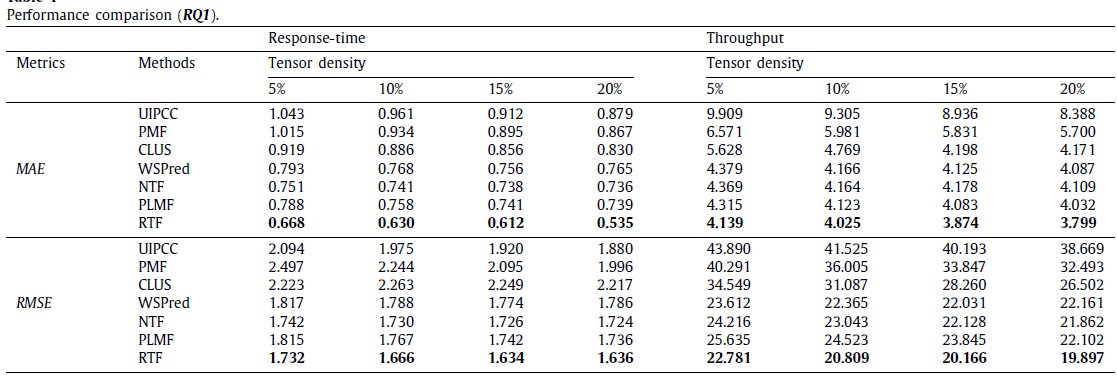 Performance comparison (RQ1).
Response-time Throughput
Metrics Methods Tensor density Tensor density
5% 10% 15% 20% 5% 10% 15% 20%
UIPCC 1.043 0.961 0.912 0.879 9.909 9.305 8.936 8.388
PMF 1.015 0.934 0.895 0.867 6.571 5.981 5.831 5.700
CLUS 0.919 0.886 0.856 0.830 5.628 4.769 4.198 4.171
MAE WSPred 0.793 0.768 0.756 0.765 4.379 4.166 4.125 4.087
NTF 0.751 0.741 0.738 0.736 4.369 4.164 4.178 4.109
PLMF 0.788 0.758 0.741 0.739 4.315 4.123 4.083 4.032
RTF 0.668 0.630 0.612 0.535 4.139 4.025 3.874 3.799
UIPCC 2.094 1.975 1.920 1.880 43.890 41.525 40.193 38.669
PMF 2.497 2.244 2.095 1.996 40.291 36.005 33.847 32.493
CLUS 2.223 2.263 2.249 2.217 34.549 31.087 28.260 26.502
RMSE WSPred 1.817 1.788 1.774 1.786 23.612 22.365 22.031 22.161
NTF 1.742 1.730 1.726 1.724 24.216 23.043 22.128 21.862
PLMF 1.815 1.767 1.742 1.736 25.635 24.523 23.845 22.102
RTF 1.732 1.666 1.634 1.636 22.781 20.809 20.166 19.897